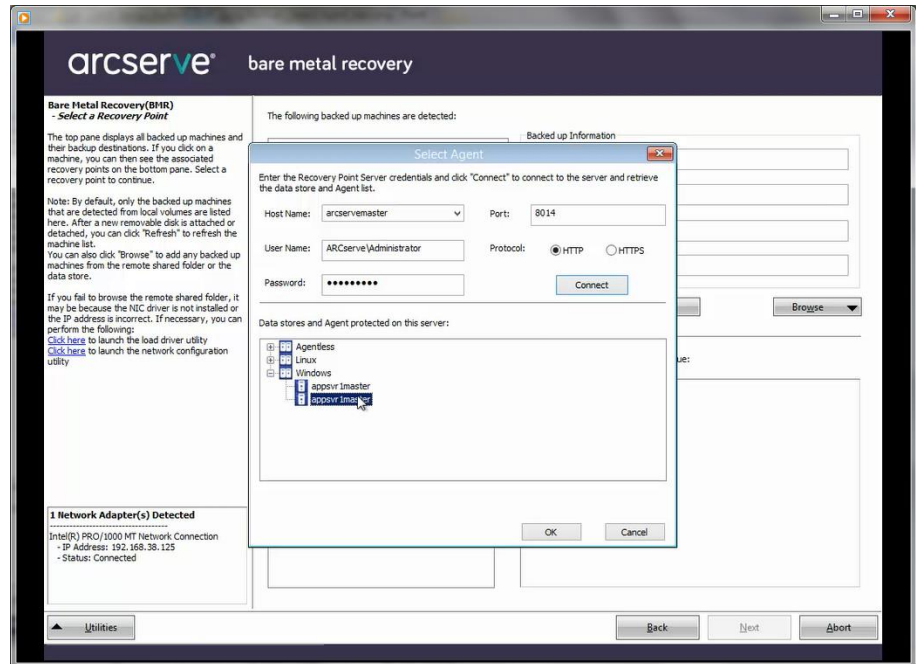 arcserve® bare metal recovery
Bare Metal Recovery(BMR)
- Select a Recovery Point
The top pane displays all backed up machines and
their backup destinations. If you click on a
machine, you can then see the associated
recovery points on the bottom pane. Select a
recovery point to continue.
Note: By default, only the backed up machines
that are detected from local volumes are listed
here. After a new removable disk is attached or
detached, you can click "Refresh" to refresh the
machine list.
You can also click "Browse" to add any backed up
machines from the remote shared folder or the
data store.
If you fail to browse the remote shared folder, it
may be because the NIC driver is not installed or
the IP address is incorrect. If necessary, you can
perform the following:
Click here to launch the load driver utility
Click here to launch the network configuration
utility
1 Network Adapter(s) Detected
Intel(R) PRO/1000 MT Network Connection
- IP Address: 192.168.38.125
- Status: Connected
The following backed up machines are detected:
Backed up Information
Select Agent
Enter the Recovery Point Server credentials and click "Connect" to connect to the server and retrieve
the data store and Agent list.
Host Name: arcservemaster Port: 8014
User Name: ARCserve\Administrator Protocol: HTTP HTTPS
Password: •••••••••
Connect
Data stores and Agent protected on this server:
Agentless
Linux
Windows
appsvr1master
appsvr1master
OK Cancel
Browse
ue:
Utilities Back Next Abort